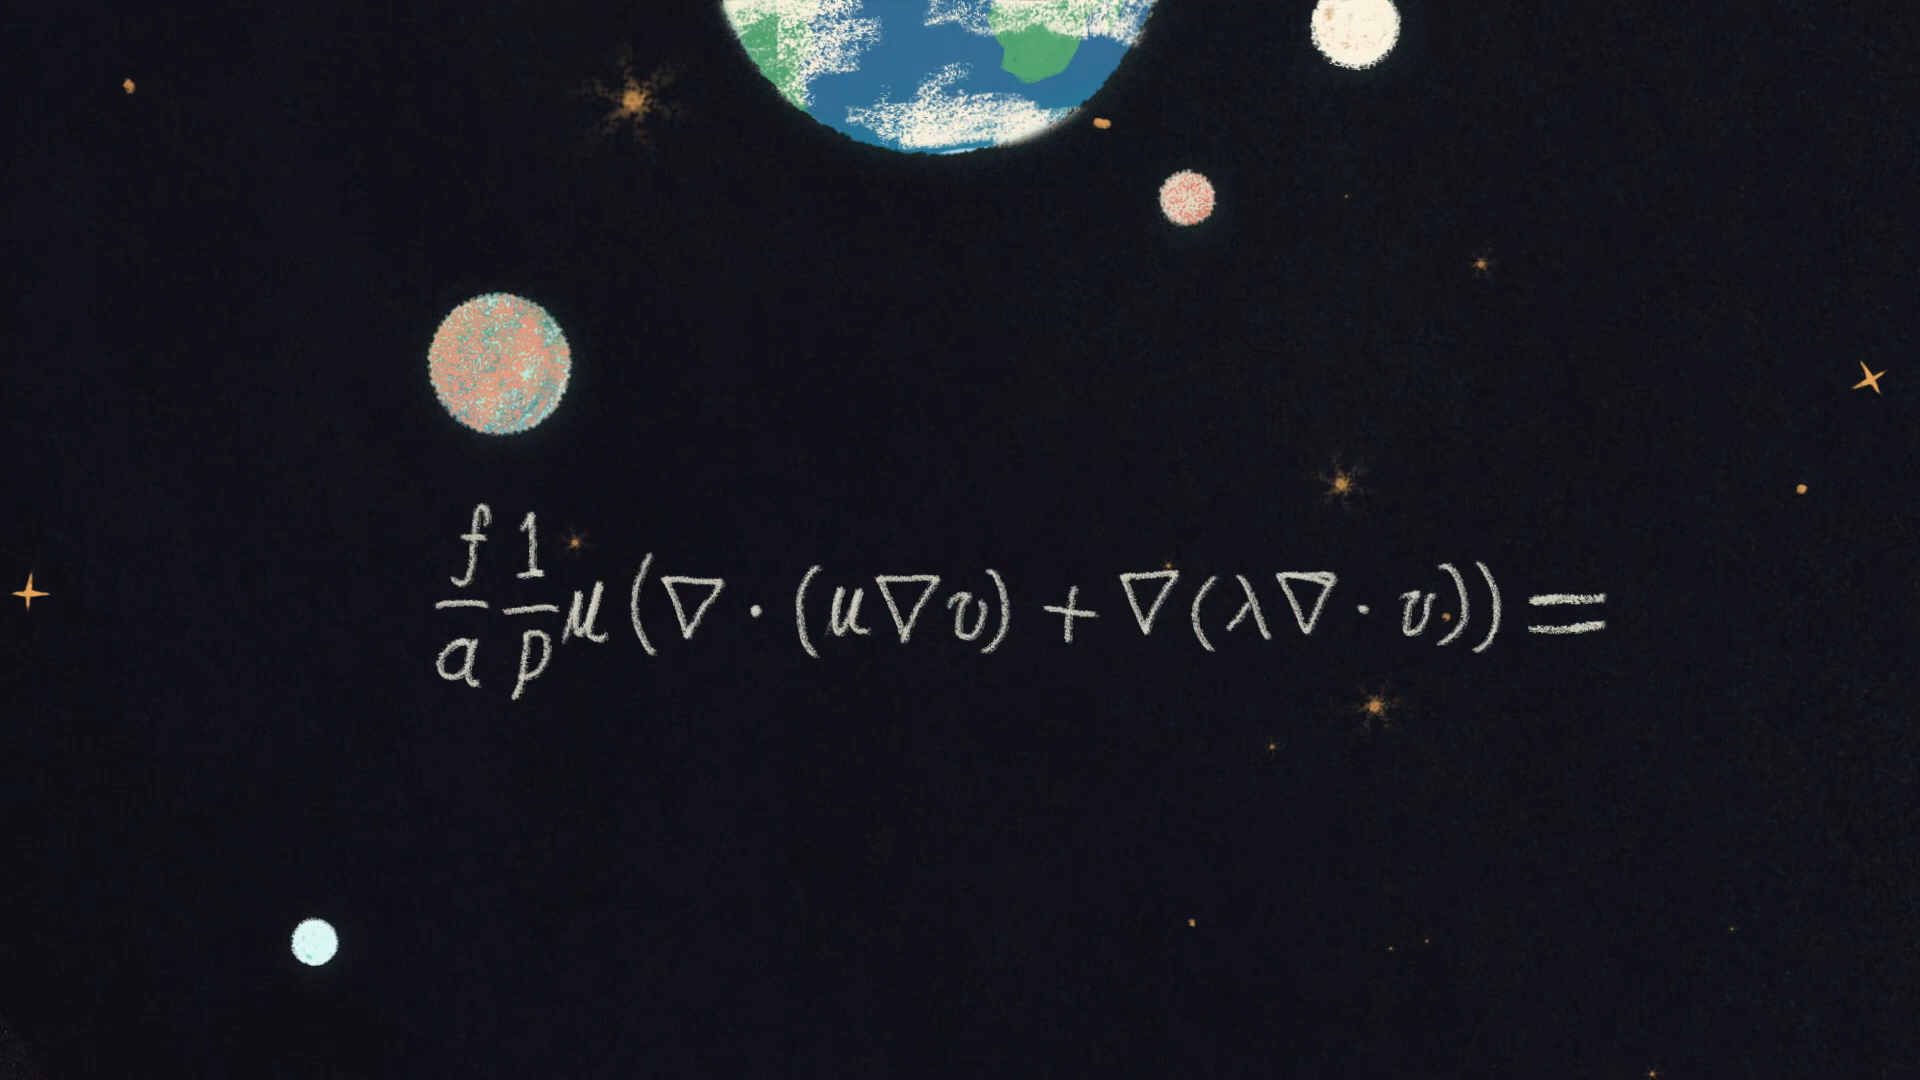 f/a 1/p μ(∇ · (u∇v) + ∇(λ∇ · v)) =